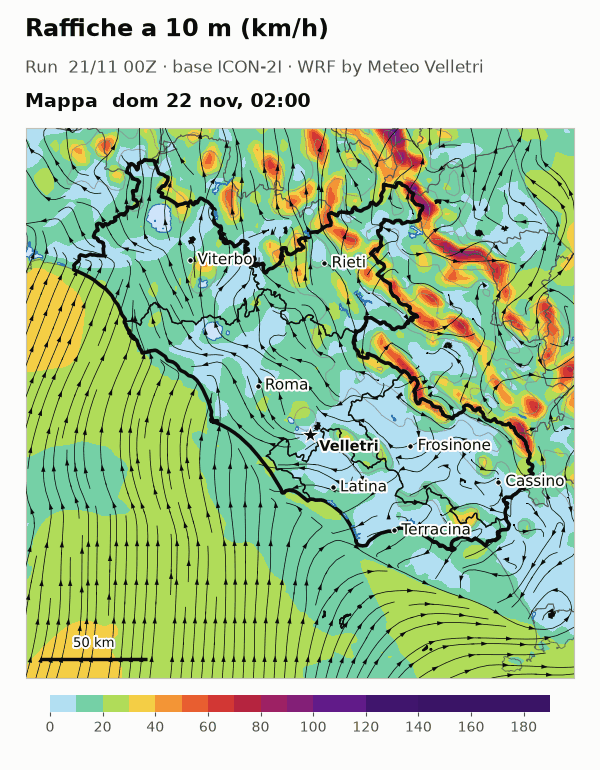 Raffiche a 10 m (km/h)
Run  21/11 00Z · base ICON-2I · WRF by Meteo Velletri
Mappa  dom 22 nov, 02:00
Viterbo
Rieti
Roma
Velletri
Frosinone
Cassino
Latina
Terracina
50 km
0 20 40 60 80 100 120 140 160 180